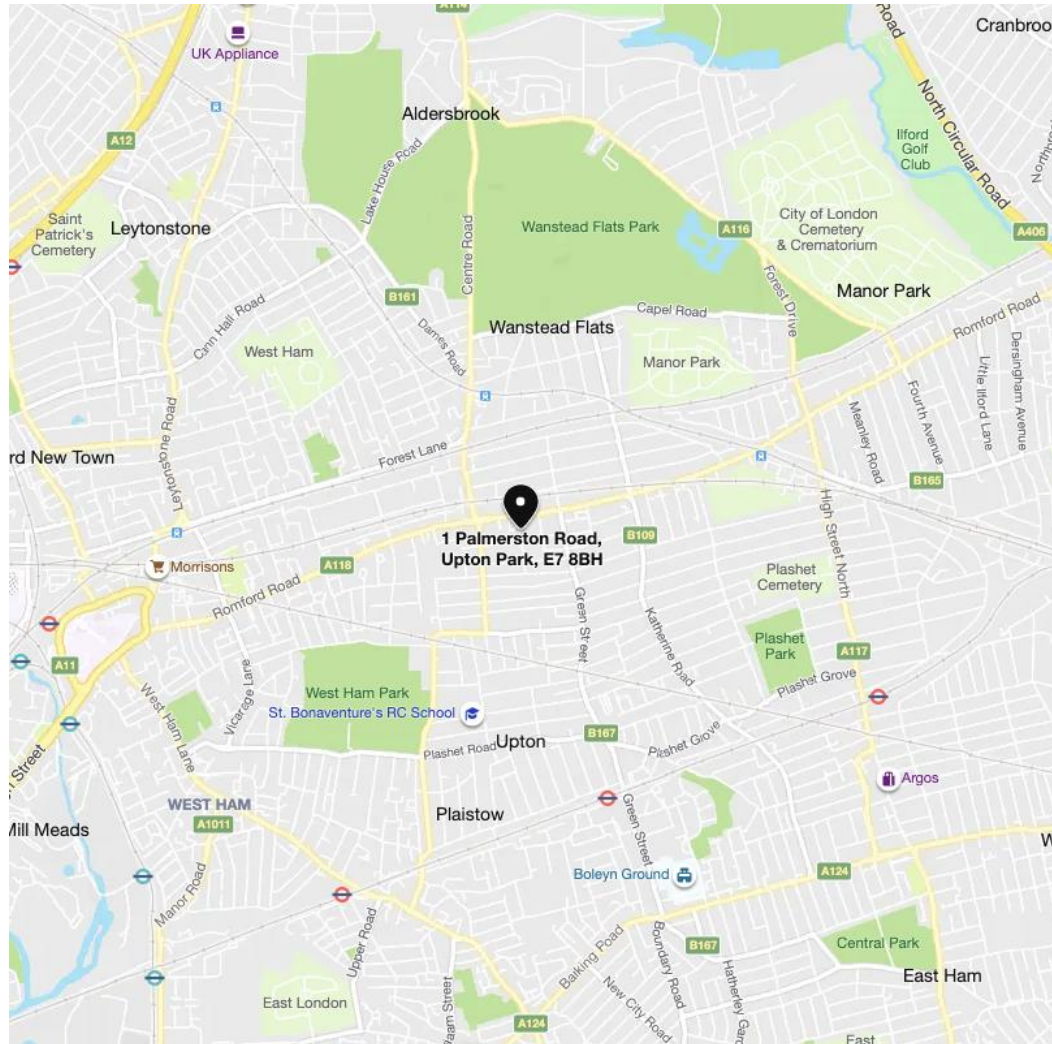 A114
Cranbroo
UK Appliance
Road
North Circular Road
Aldersbrook
A12
Ilford
Golf
Club
Lake House Road
Saint
Patrick's
Cemetery
Leytonstone
Centre Road
Wanstead Flats Park
City of London
Cemetery
& Crematorium
A116
A406
Forest Drive
B161
Manor Park
Cann Hall Road
Dames Road
Capel Road
Romford Road
Wanstead Flats
West Ham
Manor Park
Little Ilford Lane
Dersingham Avenue
Fourth Avenue
Meanley Road
Leytonstone Road
rd New Town
Forest Lane
B165
High Street North
1 Palmerston Road,
Upton Park, E7 8BH
B109
A118
Morrisons
Romford Road
Plashet
Cemetery
Green Street
Katherine Road
Plashet
Park
A117
A11
Plashet Grove
West Ham Park
Vicarage Lane
West Ham Lane
St. Bonaventure's RC School
Plashet Road
Upton
B167
Plashet Grove
Street
Argos
WEST HAM
A1011
Plaistow
Green Street
Mill Meads
Boleyn Ground
A124
Manor Road
Upper Road
Barking Road
Boundary Road
B167
Central Park
East Ham
Hatherley Gar
New City Road
East London
A124
East